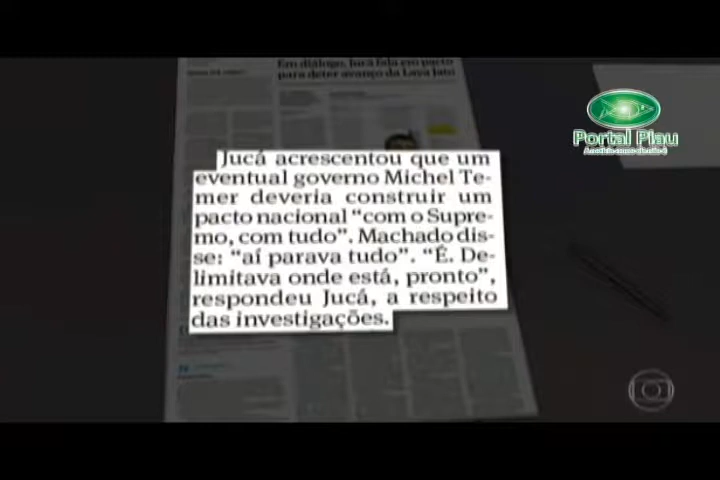 Em diálogo, Jucá fala em pacto
para deter avanço da Lava Jato
Portal Piau
Jucá acrescentou que um
eventual governo Michel Te-
mer deveria construir um
pacto nacional “com o Supre-
mo, com tudo”. Machado dis-
se: “aí parava tudo”. “É. De-
limitava onde está, pronto”,
respondeu Jucá, a respeito
das investigações.